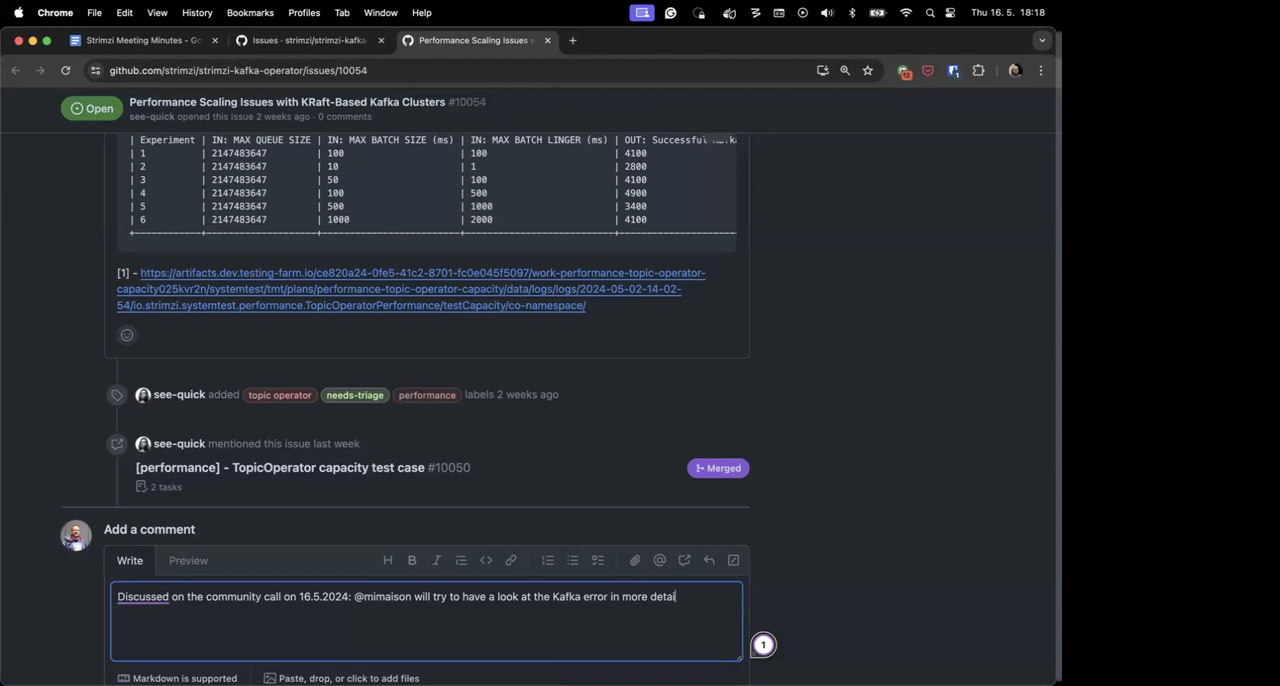 Chrome File Edit View History Bookmarks Profiles Tab Window Help Thu 16. 5. 18:18
Strimzi Meeting Minutes - Go Issues · strimzi/strimzi-kafka- Performance Scaling Issues
github.com/strimzi/strimzi-kafka-operator/issues/10054 12 1
Open Performance Scaling Issues with KRaft-Based Kafka Clusters #10054
see-quick opened this issue 2 weeks ago · 0 comments
| Experiment | IN: MAX QUEUE SIZE | IN: MAX BATCH SIZE (ms) | IN: MAX BATCH LINGER (ms) | OUT: Successful
| 1 | 2147483647 | 100 | 100 | 4100
| 2 | 2147483647 | 10 | 1 | 2800
| 3 | 2147483647 | 50 | 100 | 4100
| 4 | 2147483647 | 100 | 500 | 4900
| 5 | 2147483647 | 500 | 1000 | 3400
| 6 | 2147483647 | 1000 | 2000 | 4100
[1] - https://artifacts.dev.testing-farm.io/ce820a24-0fe5-41c2-8701-fc0e045f5097/work-performance-topic-operator-
capacity025kvr2n/systemtest/tmt/plans/performance-topic-operator-capacity/data/logs/logs/2024-05-02-14-02-
54/io.strimzi.systemtest.performance.TopicOperatorPerformance/testCapacity/co-namespace/
see-quick added topic operator needs-triage performance labels 2 weeks ago
see-quick mentioned this issue last week
[performance] - TopicOperator capacity test case #10050 Merged
2 tasks
Add a comment
Write Preview
Discussed on the community call on 16.5.2024: @mimaison will try to have a look at the Kafka error in more detai
1
Markdown is supported Paste, drop, or click to add files